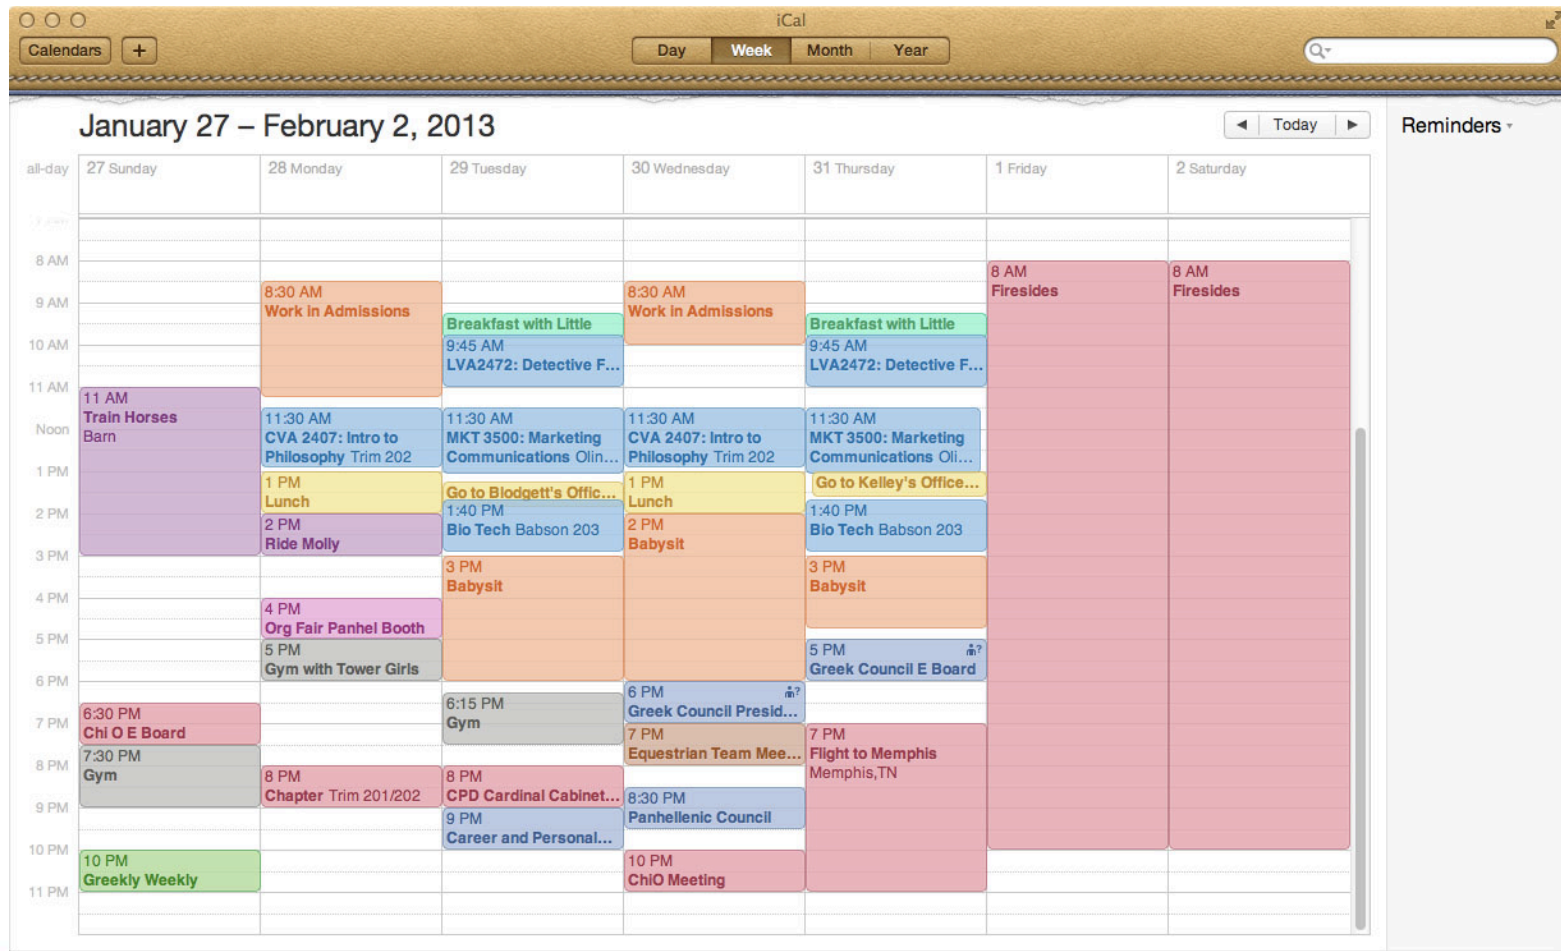 iCal
Calendars
+
Day Week Month Year
January 27 – February 2, 2013
Today
Reminders
all-day 27 Sunday 28 Monday 29 Tuesday 30 Wednesday 31 Thursday 1 Friday 2 Saturday
8 AM
9 AM
10 AM
11 AM
Noon
1 PM
2 PM
3 PM
4 PM
5 PM
6 PM
7 PM
8 PM
9 PM
10 PM
11 PM
11 AM
Train Horses
Barn
6:30 PM
Chi O E Board
7:30 PM
Gym
10 PM
Greekly Weekly
8:30 AM
Work in Admissions
11:30 AM
CVA 2407: Intro to
Philosophy Trim 202
1 PM
Lunch
2 PM
Ride Molly
4 PM
Org Fair Panhel Booth
5 PM
Gym with Tower Girls
8 PM
Chapter Trim 201/202
Breakfast with Little
9:45 AM
LVA2472: Detective F...
11:30 AM
MKT 3500: Marketing
Communications Olin...
Go to Blodgett's Offic...
1:40 PM
Bio Tech Babson 203
3 PM
Babysit
6:15 PM
Gym
8 PM
CPD Cardinal Cabinet...
9 PM
Career and Personal...
8:30 AM
Work in Admissions
11:30 AM
CVA 2407: Intro to
Philosophy Trim 202
1 PM
Lunch
2 PM
Babysit
6 PM
Greek Council Presid...
7 PM
Equestrian Team Mee...
8:30 PM
Panhellenic Council
10 PM
ChiO Meeting
Breakfast with Little
9:45 AM
LVA2472: Detective F...
11:30 AM
MKT 3500: Marketing
Communications Oli...
Go to Kelley's Office...
1:40 PM
Bio Tech Babson 203
3 PM
Babysit
5 PM
Greek Council E Board
7 PM
Flight to Memphis
Memphis,TN
8 AM
Firesides
8 AM
Firesides